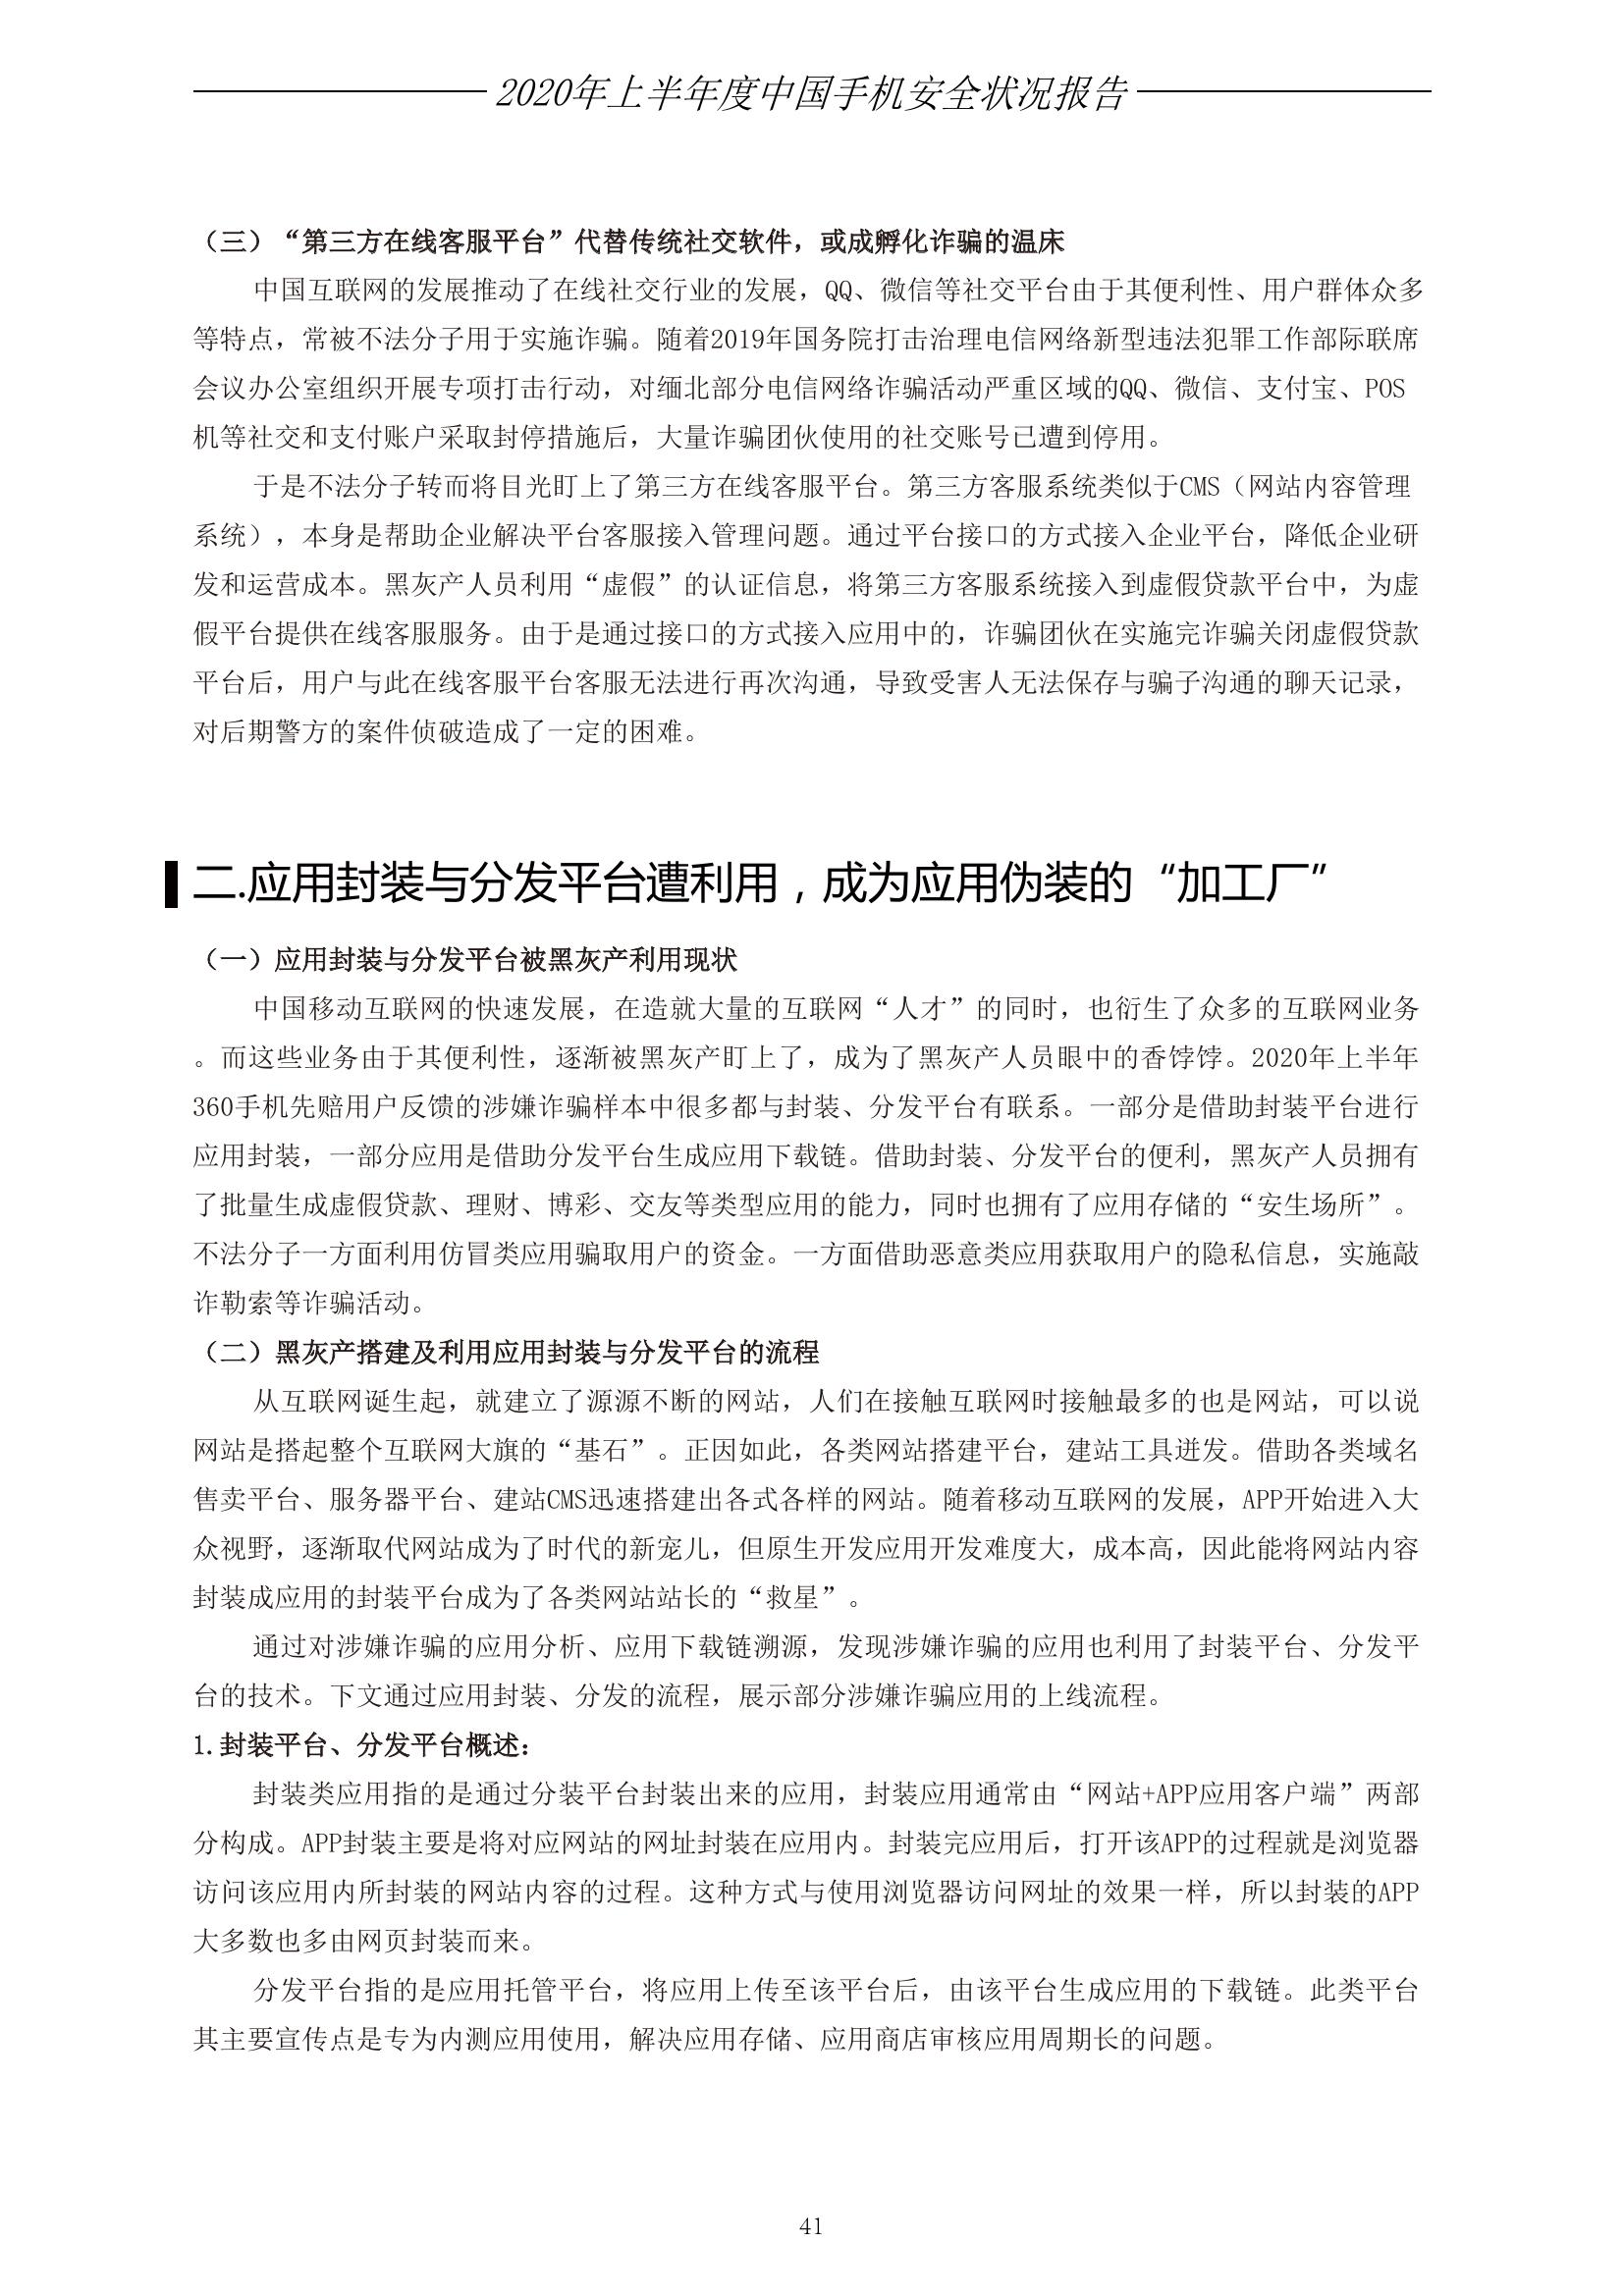 2020年上半年度中国手机安全状况报告
（三）“第三方在线客服平台”代替传统社交软件，或成孵化诈骗的温床
中国互联网的发展推动了在线社交行业的发展，QQ、微信等社交平台由于其便利性、用户群体众多
等特点，常被不法分子用于实施诈骗。随着2019年国务院打击治理电信网络新型违法犯罪工作部际联席
会议办公室组织开展专项打击行动，对缅北部分电信网络诈骗活动严重区域的QQ、微信、支付宝、POS
机等社交和支付账户采取封停措施后，大量诈骗团伙使用的社交账号已遭到停用。
于是不法分子转而将目光盯上了第三方在线客服平台。第三方客服系统类似于CMS（网站内容管理
系统），本身是帮助企业解决平台客服接入管理问题。通过平台接口的方式接入企业平台，降低企业研
发和运营成本。黑灰产人员利用“虚假”的认证信息，将第三方客服系统接入到虚假贷款平台中，为虚
假平台提供在线客服服务。由于是通过接口的方式接入应用中的，诈骗团伙在实施完诈骗关闭虚假贷款
平台后，用户与此在线客服平台客服无法进行再次沟通，导致受害人无法保存与骗子沟通的聊天记录，
对后期警方的案件侦破造成了一定的困难。
二.应用封装与分发平台遭利用，成为应用伪装的“加工厂”
（一）应用封装与分发平台被黑灰产利用现状
中国移动互联网的快速发展，在造就大量的互联网“人才”的同时，也衍生了众多的互联网业务
。而这些业务由于其便利性，逐渐被黑灰产盯上了，成为了黑灰产人员眼中的香饽饽。2020年上半年
360手机先赔用户反馈的涉嫌诈骗样本中很多都与封装、分发平台有联系。一部分是借助封装平台进行
应用封装，一部分应用是借助分发平台生成应用下载链。借助封装、分发平台的便利，黑灰产人员拥有
了批量生成虚假贷款、理财、博彩、交友等类型应用的能力，同时也拥有了应用存储的“安生场所”。
不法分子一方面利用仿冒类应用骗取用户的资金。一方面借助恶意类应用获取用户的隐私信息，实施敲
诈勒索等诈骗活动。
（二）黑灰产搭建及利用应用封装与分发平台的流程
从互联网诞生起，就建立了源源不断的网站，人们在接触互联网时接触最多的也是网站，可以说
网站是搭起整个互联网大旗的“基石”。正因如此，各类网站搭建平台，建站工具迸发。借助各类域名
售卖平台、服务器平台、建站CMS迅速搭建出各式各样的网站。随着移动互联网的发展，APP开始进入大
众视野，逐渐取代网站成为了时代的新宠儿，但原生开发应用开发难度大，成本高，因此能将网站内容
封装成应用的封装平台成为了各类网站站长的“救星”。
通过对涉嫌诈骗的应用分析、应用下载链溯源，发现涉嫌诈骗的应用也利用了封装平台、分发平
台的技术。下文通过应用封装、分发的流程，展示部分涉嫌诈骗应用的上线流程。
1.封装平台、分发平台概述：
封装类应用指的是通过分装平台封装出来的应用，封装应用通常由“网站+APP应用客户端”两部
分构成。APP封装主要是将对应网站的网址封装在应用内。封装完应用后，打开该APP的过程就是浏览器
访问该应用内所封装的网站内容的过程。这种方式与使用浏览器访问网址的效果一样，所以封装的APP
大多数也多由网页封装而来。
分发平台指的是应用托管平台，将应用上传至该平台后，由该平台生成应用的下载链。此类平台
其主要宣传点是专为内测应用使用，解决应用存储、应用商店审核应用周期长的问题。
41